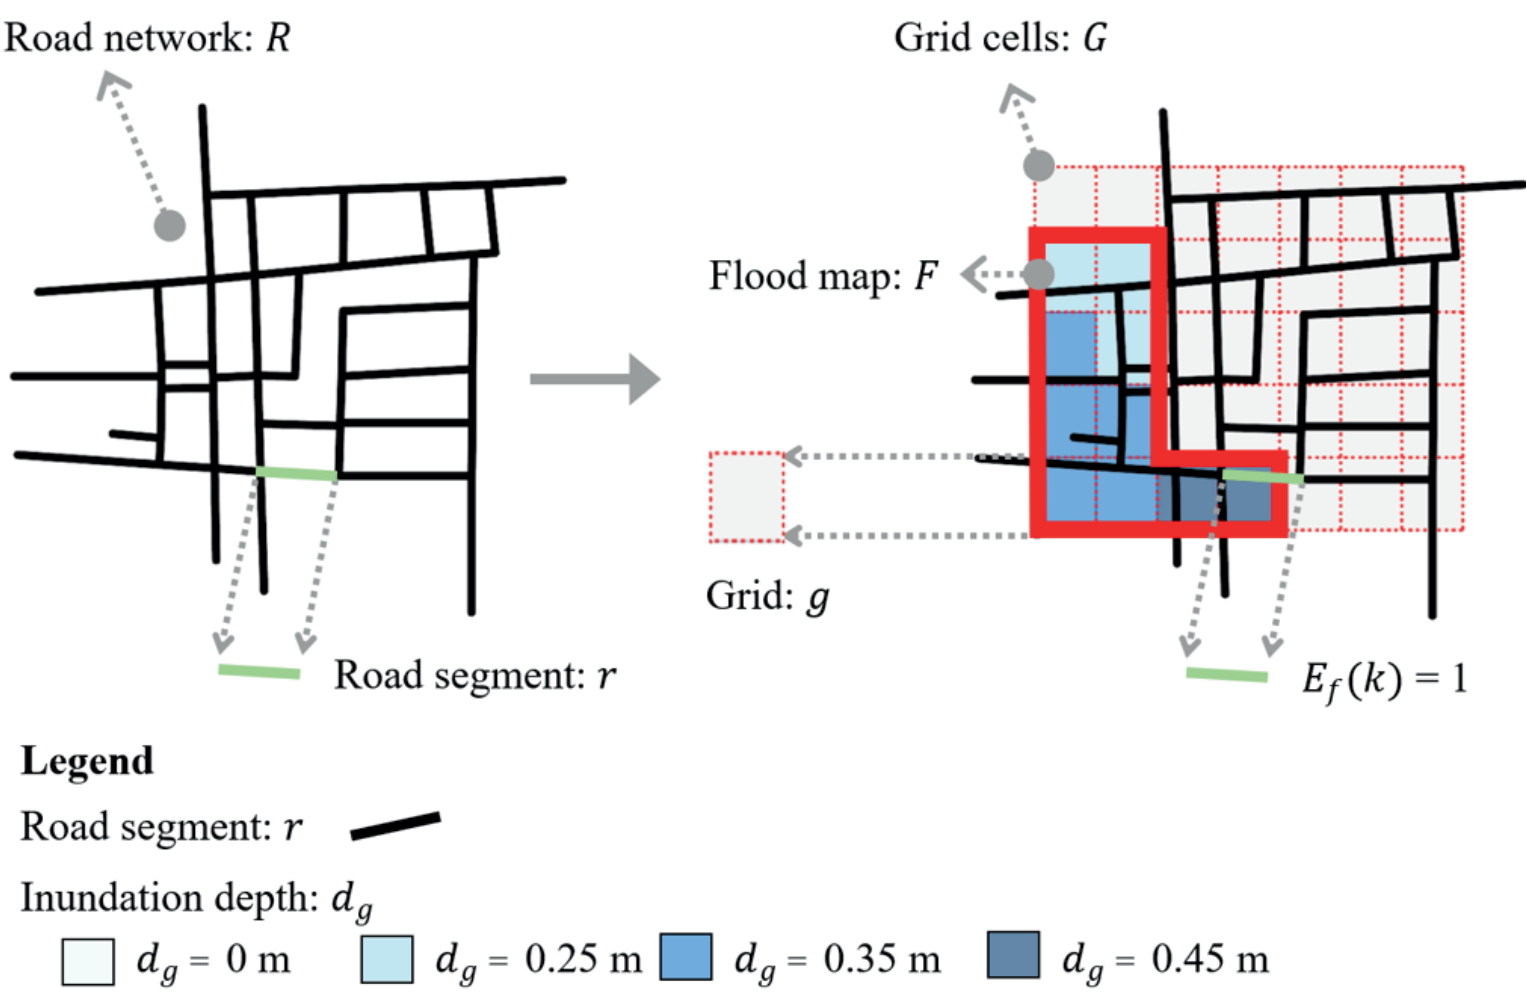 Road network: R
Grid cells: G
Flood map: F
Grid: g
Road segment: r
E_f(k) = 1
Legend
Road segment: r
Inundation depth: d_g
d_g = 0 m
d_g = 0.25 m
d_g = 0.35 m
d_g = 0.45 m